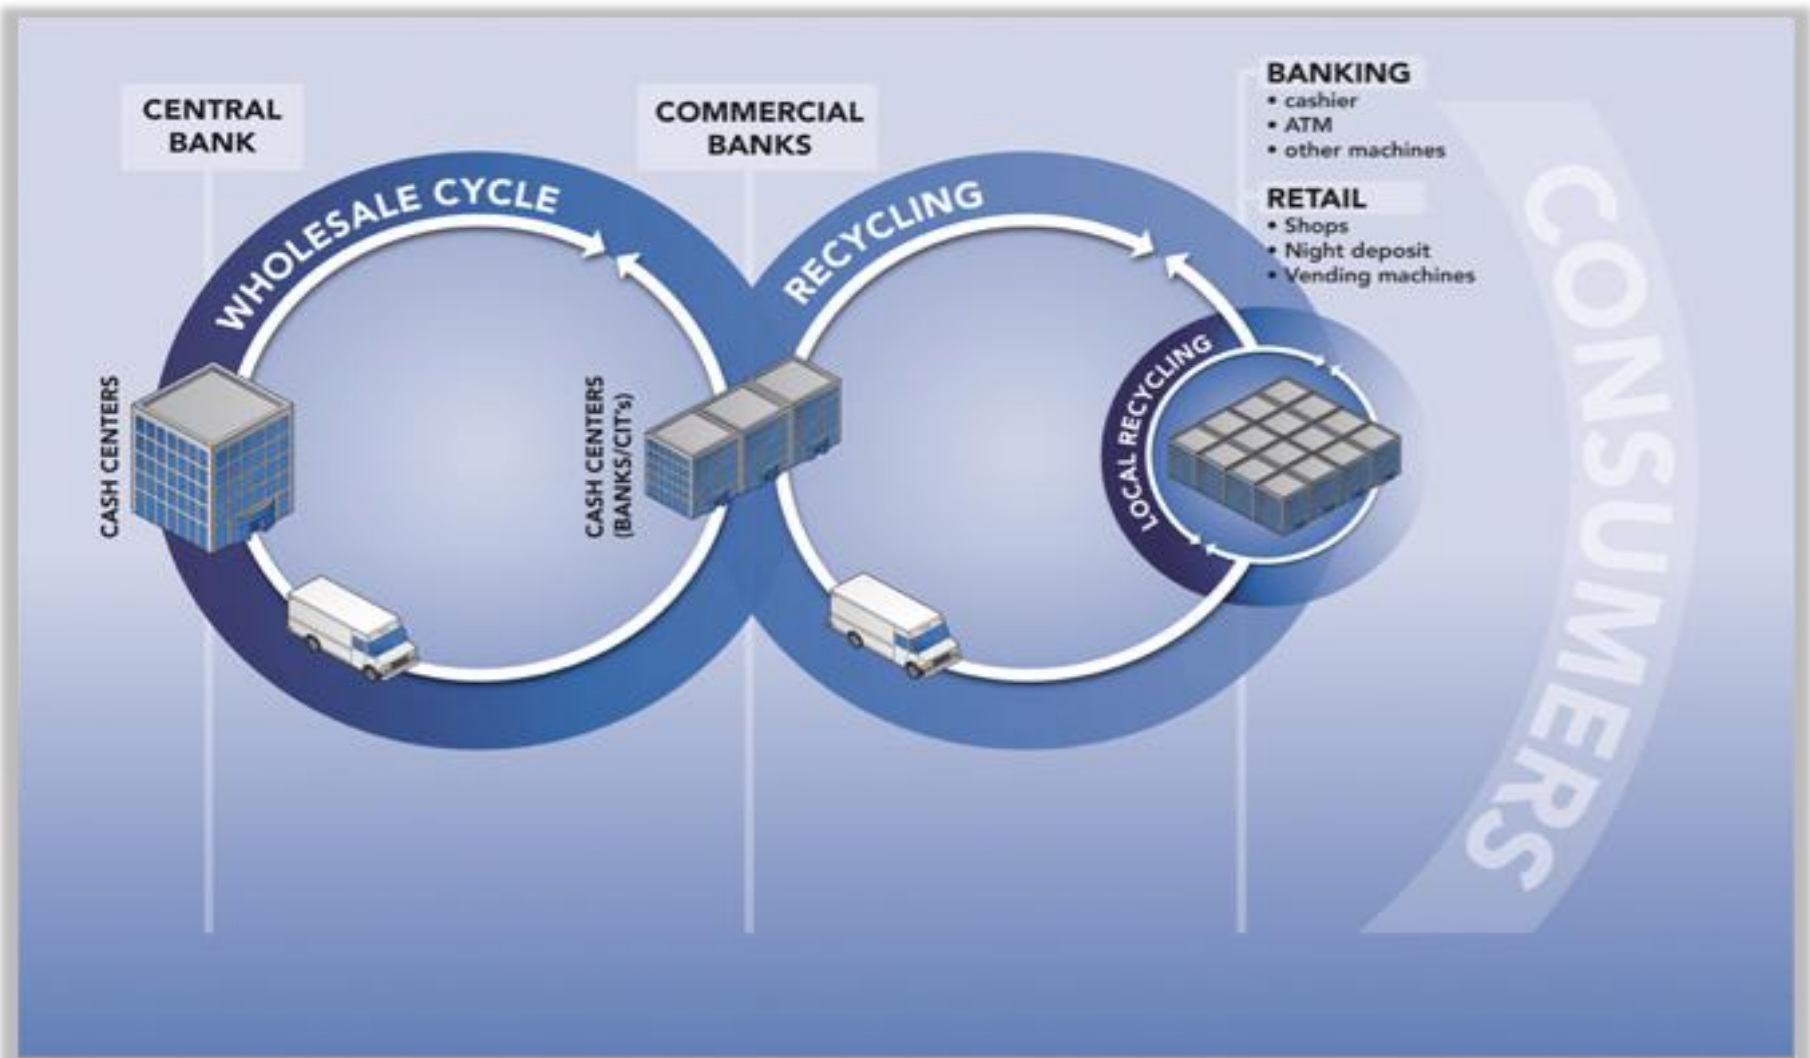 CENTRAL
BANK
COMMERCIAL
BANKS
BANKING
• cashier
• ATM
• other machines
RETAIL
• Shops
• Night deposit
• Vending machines
WHOLESALE CYCLE
RECYCLING
LOCAL RECYCLING
CASH CENTERS
CASH CENTERS
(BANKS/CIT's)
CONSUMERS